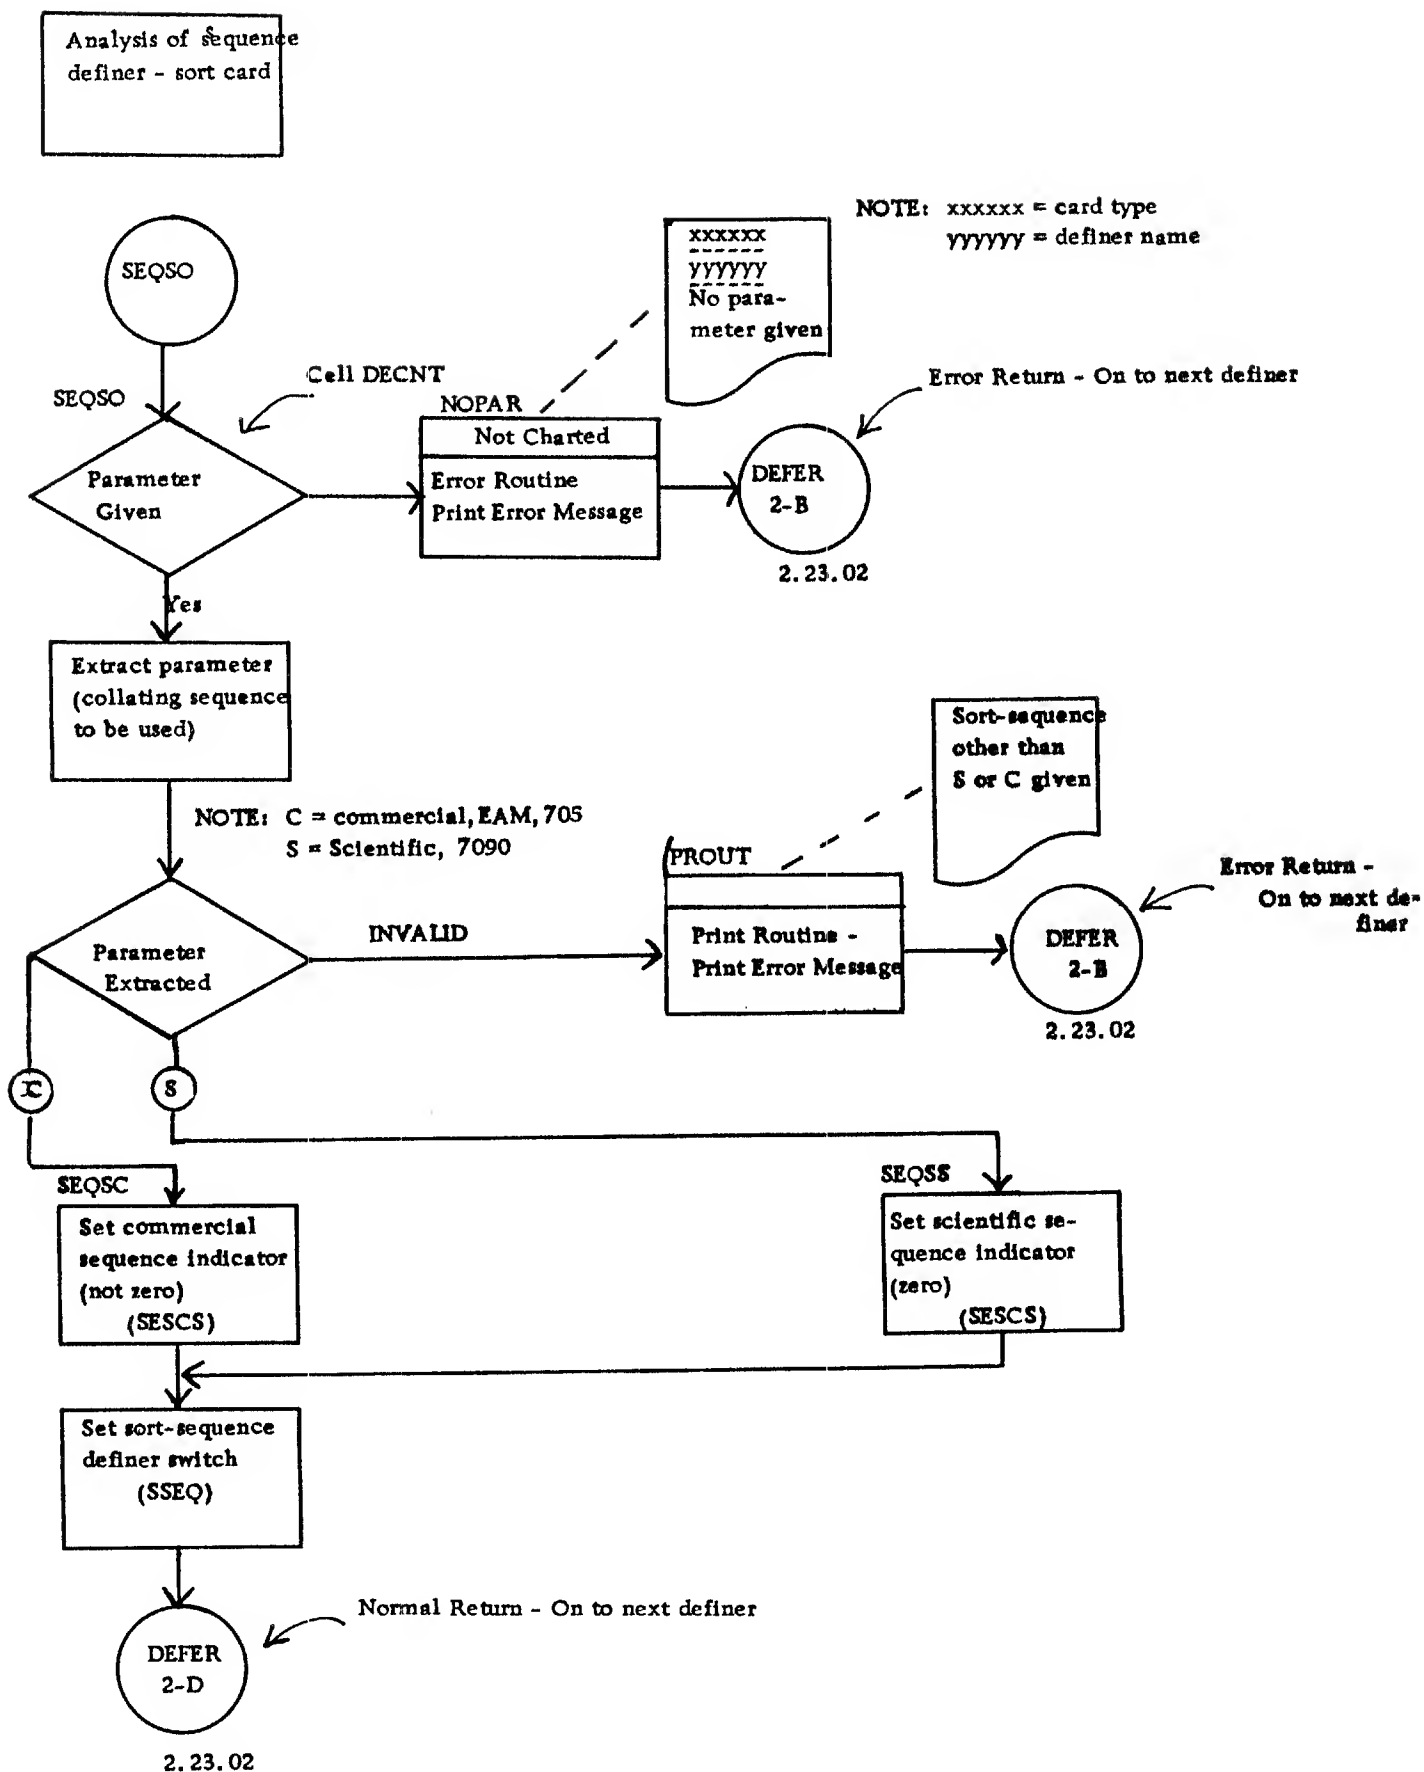 Analysis of sequence
definer - sort card
NOTE: xxxxxx = card type
yyyyyy = definer name
xxxxxx
yyyyyy
No para-
meter given
SEQSO
Cell DECNT
Error Return - On to next definer
SEQSO
NOPAR
Not Charted
Parameter
Given
Error Routine
Print Error Message
DEFER
2-B
2.23.02
Yes
Extract parameter
(collating sequence
to be used)
Sort-sequence
other than
S or C given
NOTE: C = commercial, EAM, 705
S = Scientific, 7090
PROUT
Error Return -
On to next de-
finer
Parameter
Extracted
INVALID
Print Routine -
Print Error Message
DEFER
2-B
2.23.02
C
S
SEQSC
SEQSS
Set commercial
sequence indicator
(not zero)
(SESCS)
Set scientific se-
quence indicator
(zero)
(SESCS)
Set sort-sequence
definer switch
(SSEQ)
Normal Return - On to next definer
DEFER
2-D
2.23.02